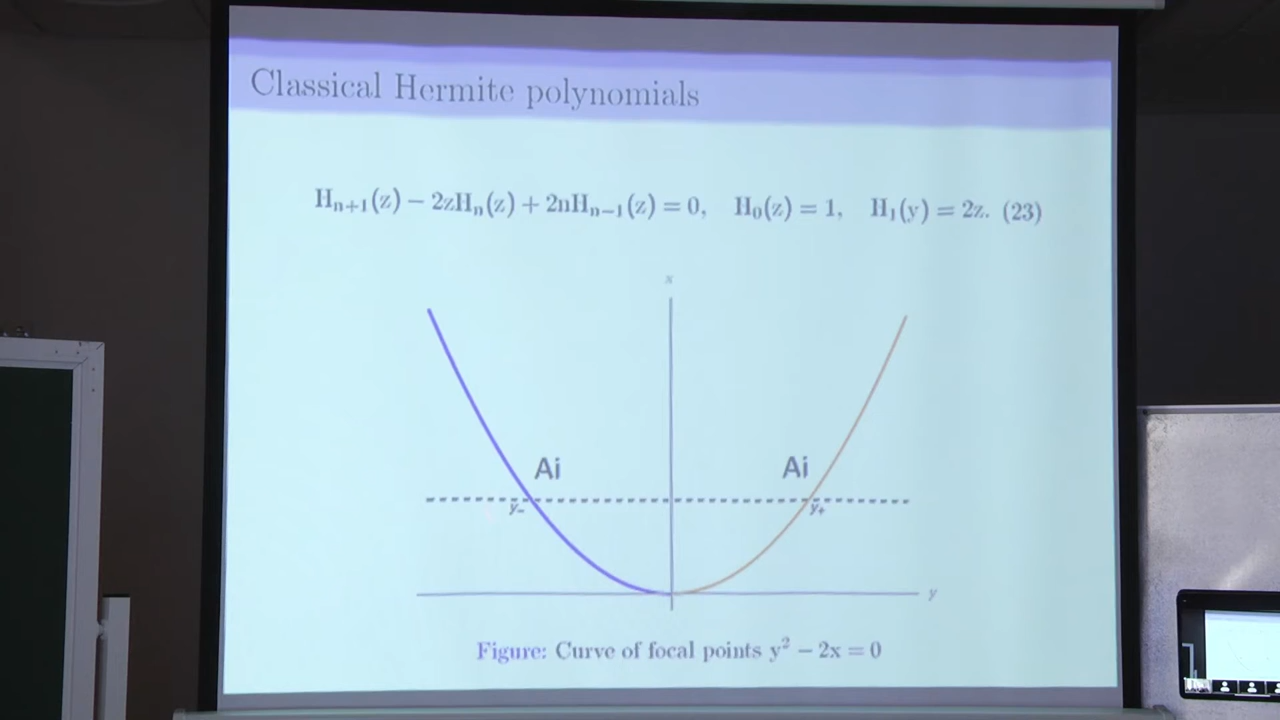 Classical Hermite polynomials
Hₙ₊₁(z) − 2zHₙ(z) + 2nHₙ₋₁(z) = 0, H₀(z) = 1, H₁(y) = 2z. (23)
x
Ai Ai
y₋ y₊
y
Figure: Curve of focal points y² − 2x = 0